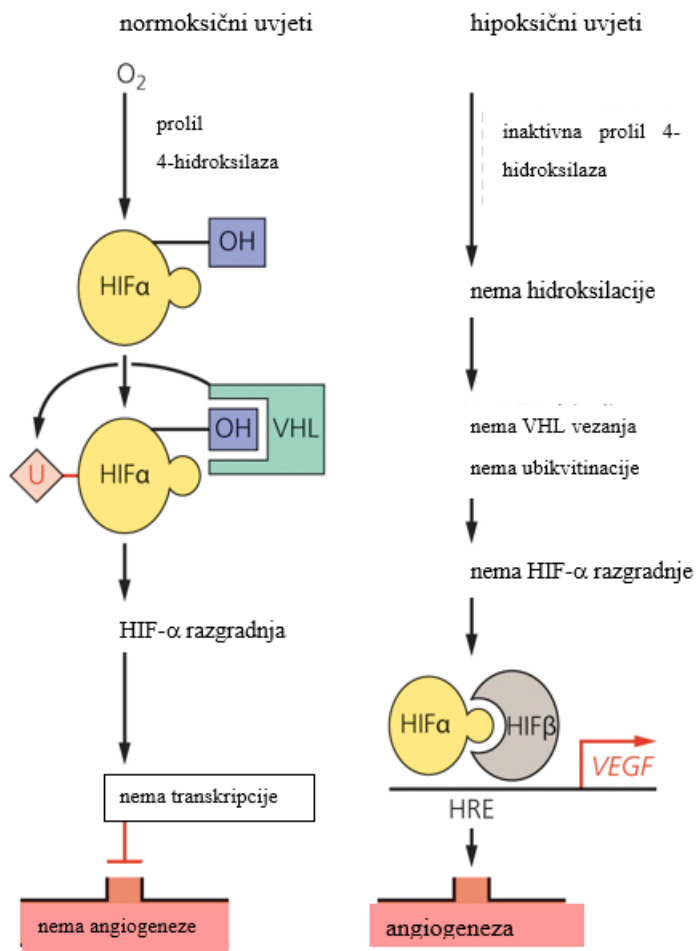 normoksični uvjeti
O2
prolil
4-hidroksilaza
OH
HIFα
OH
VHL
U
HIFα
HIF-α razgradnja
nema transkripcije
nema angiogeneze
hipoksični uvjeti
inaktivna prolil 4-
hidroksilaza
nema hidroksilacije
nema VHL vezanja
nema ubikvitinacije
nema HIF-α razgradnje
HIFα
HIFβ
VEGF
HRE
angiogeneza